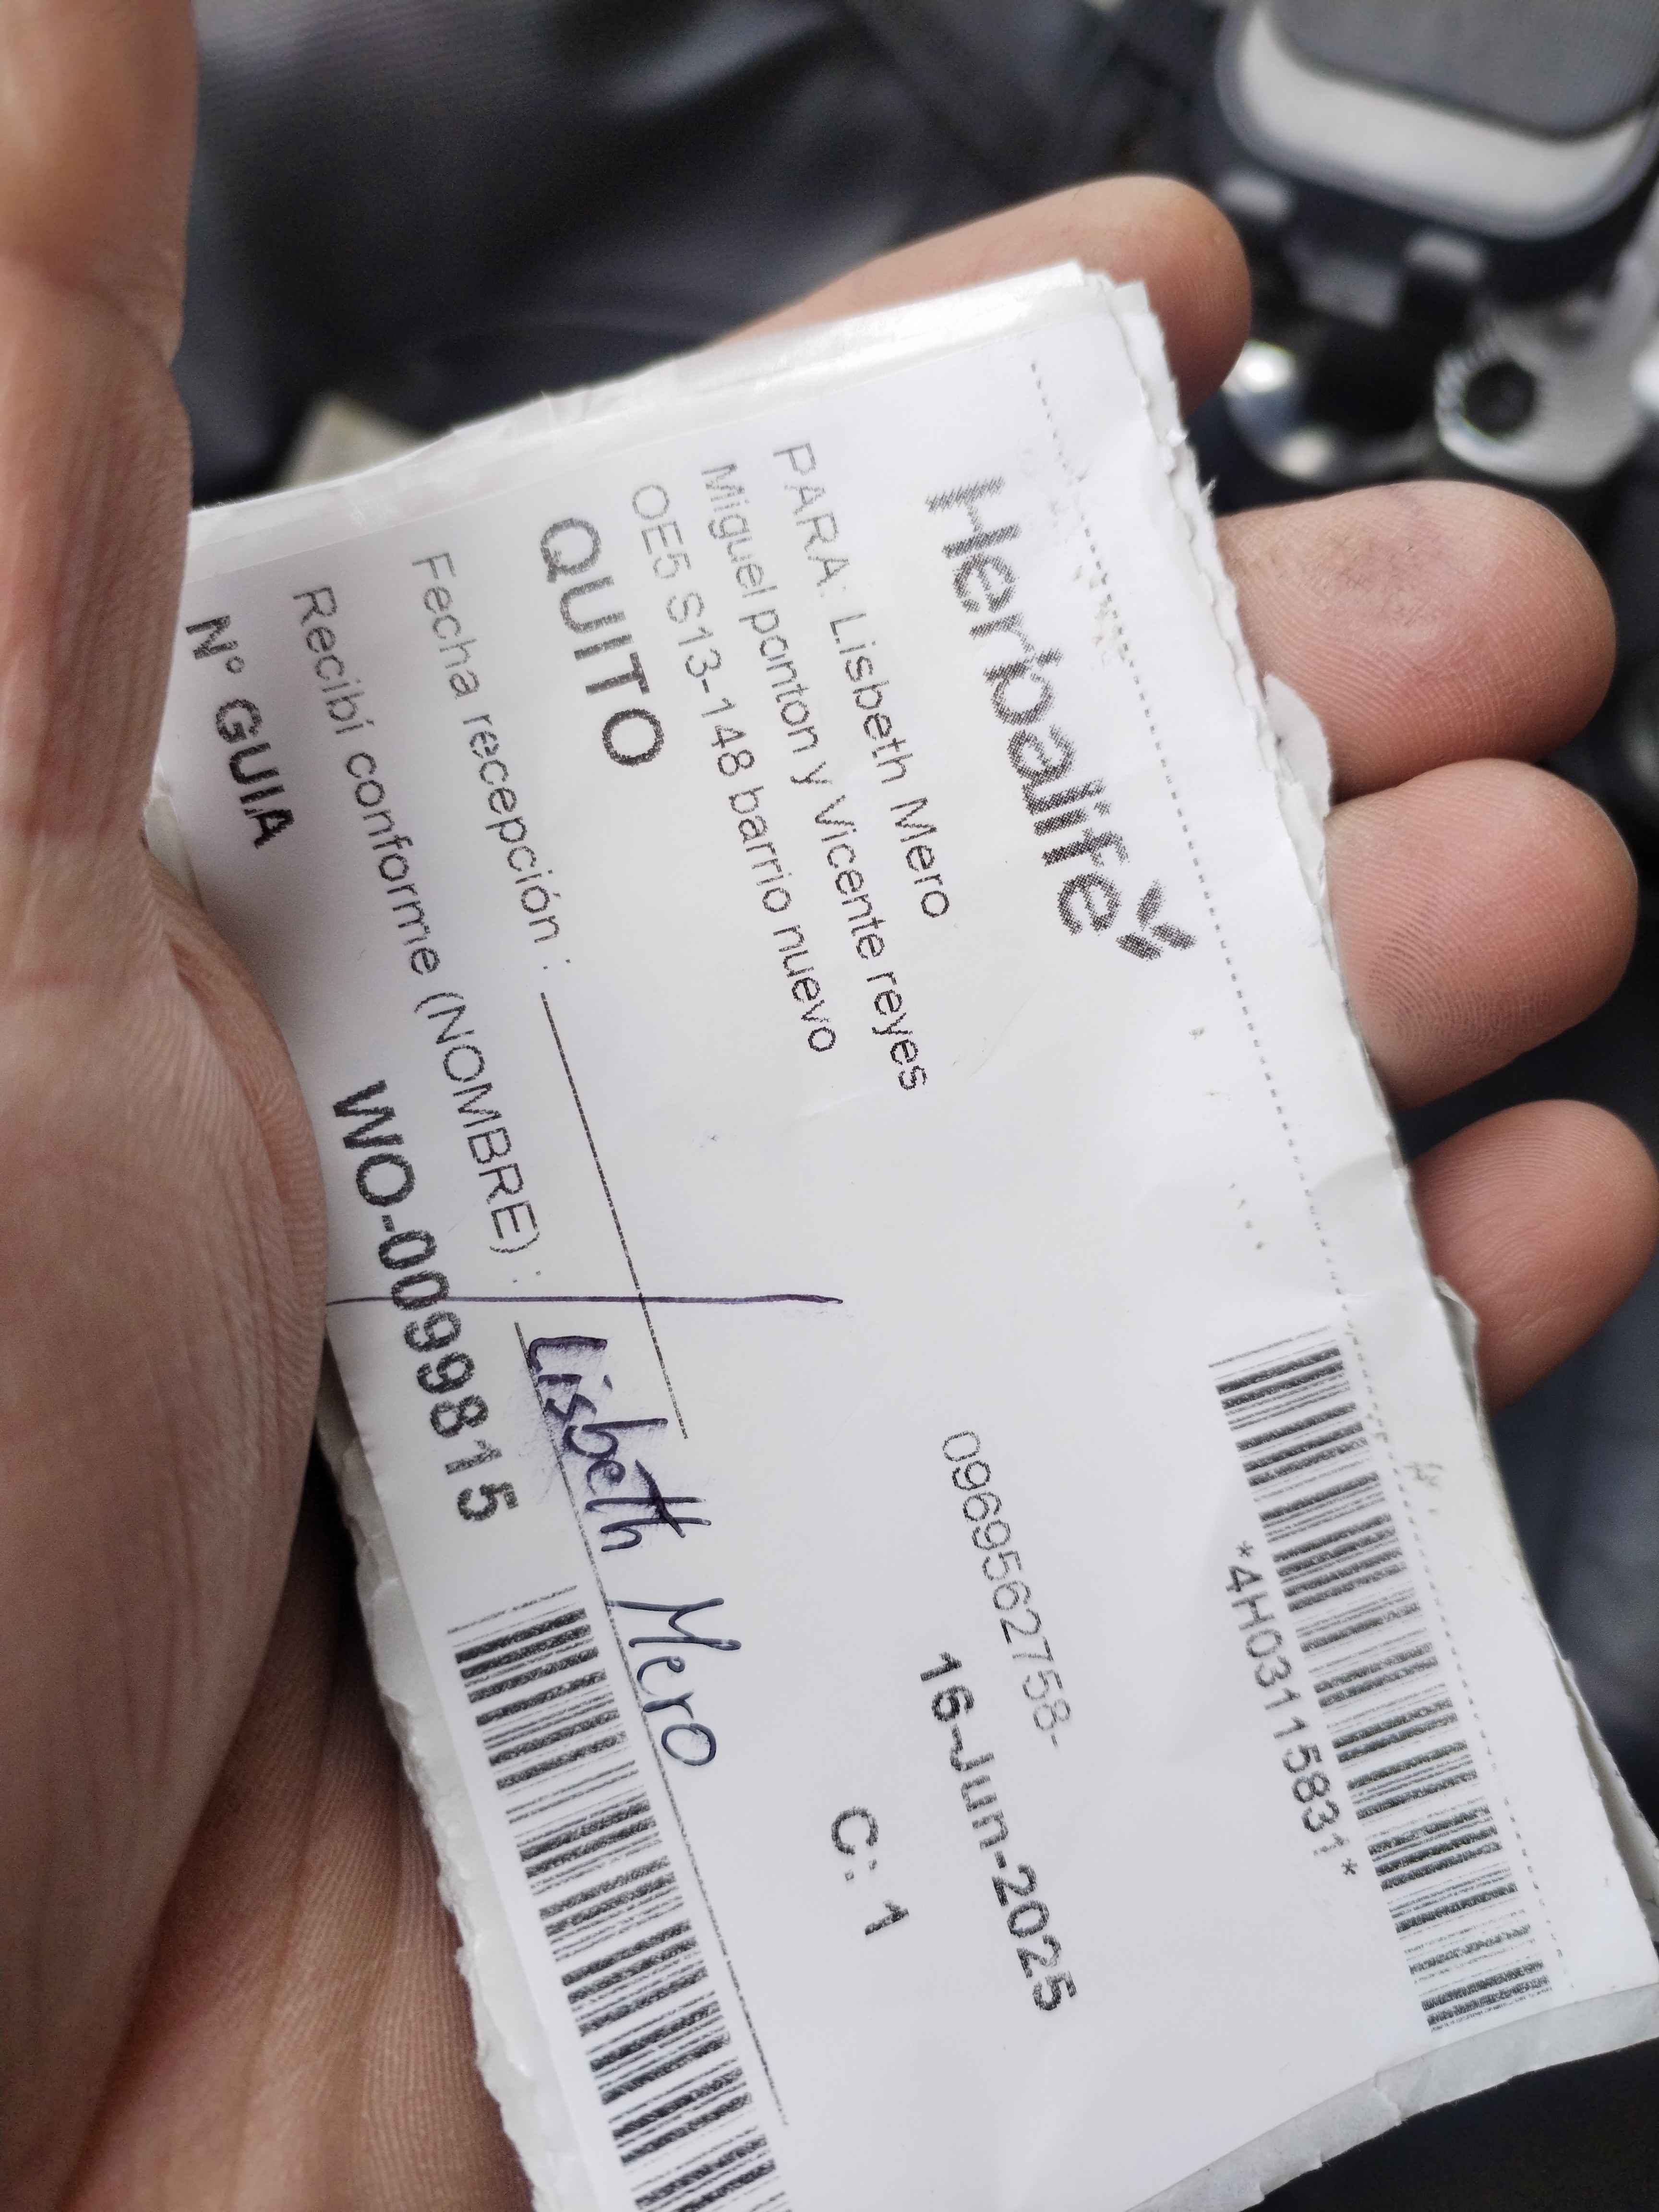 Herbalife
*4H03115831*
PARA: Lisbeth Mero
0969562758-
Miguel ponton y Vicente reyes
16-Jun-2025
OE5 S13-148 barrio nuevo
QUITO
C: 1
Fecha recepción :
Recibí conforme (NOMBRE) : Lisbeth Mero
N° GUIA WO-0099815